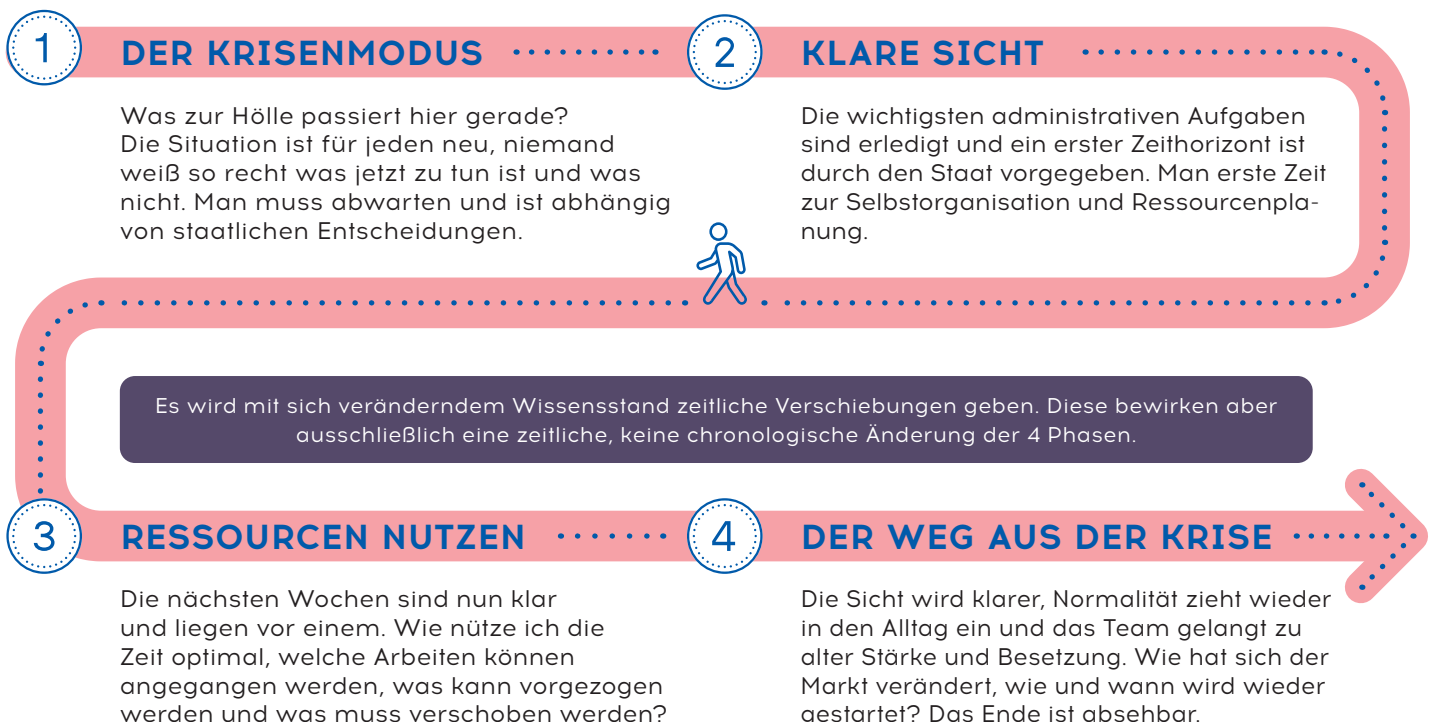 1
DER KRISENMODUS
Was zur Hölle passiert hier gerade?
Die Situation ist für jeden neu, niemand
weiß so recht was jetzt zu tun ist und was
nicht. Man muss abwarten und ist abhängig
von staatlichen Entscheidungen.
2
KLARE SICHT
Die wichtigsten administrativen Aufgaben
sind erledigt und ein erster Zeithorizont ist
durch den Staat vorgegeben. Man erste Zeit
zur Selbstorganisation und Ressourcenpla-
nung.
Es wird mit sich veränderndem Wissensstand zeitliche Verschiebungen geben. Diese bewirken aber
ausschließlich eine zeitliche, keine chronologische Änderung der 4 Phasen.
3
RESSOURCEN NUTZEN
Die nächsten Wochen sind nun klar
und liegen vor einem. Wie nütze ich die
Zeit optimal, welche Arbeiten können
angegangen werden, was kann vorgezogen
werden und was muss verschoben werden?
4
DER WEG AUS DER KRISE
Die Sicht wird klarer, Normalität zieht wieder
in den Alltag ein und das Team gelangt zu
alter Stärke und Besetzung. Wie hat sich der
Markt verändert, wie und wann wird wieder
gestartet? Das Ende ist absehbar.